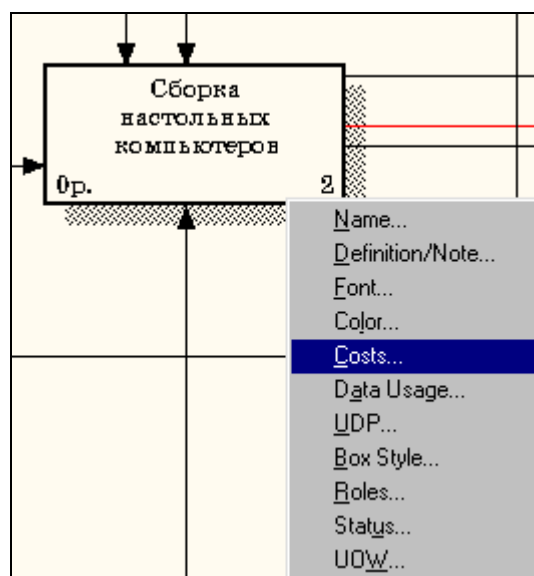 Сборка
настольных
компьютеров
0р. 2
Name...
Definition/Note...
Font...
Color...
Costs...
Data Usage...
UDP...
Box Style...
Roles...
Status...
UOW...